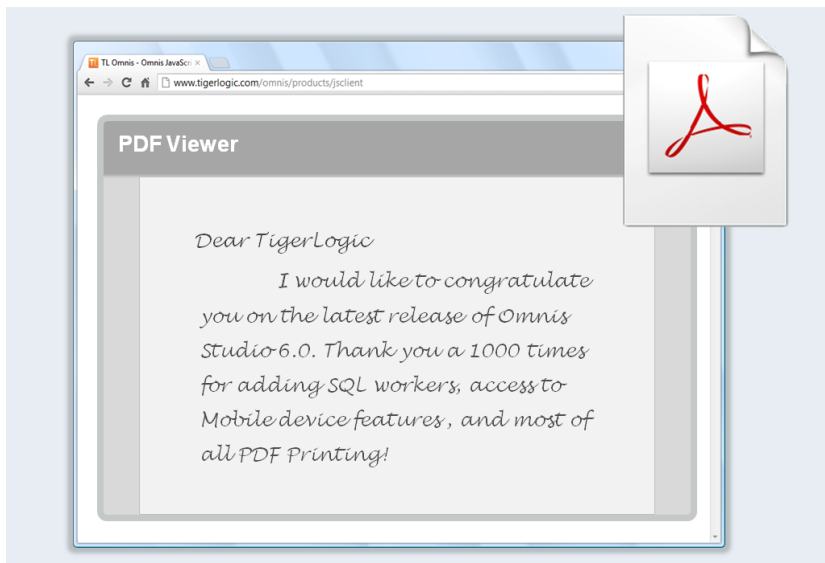 TL Omnis - Omnis JavaScri
www.tigerlogic.com/omnis/products/jsclient
PDF Viewer
Dear TigerLogic
I would like to congratulate
you on the latest release of Omnis
Studio 6.0. Thank you a 1000 times
for adding SQL workers, access to
Mobile device features, and most of
all PDF Printing!